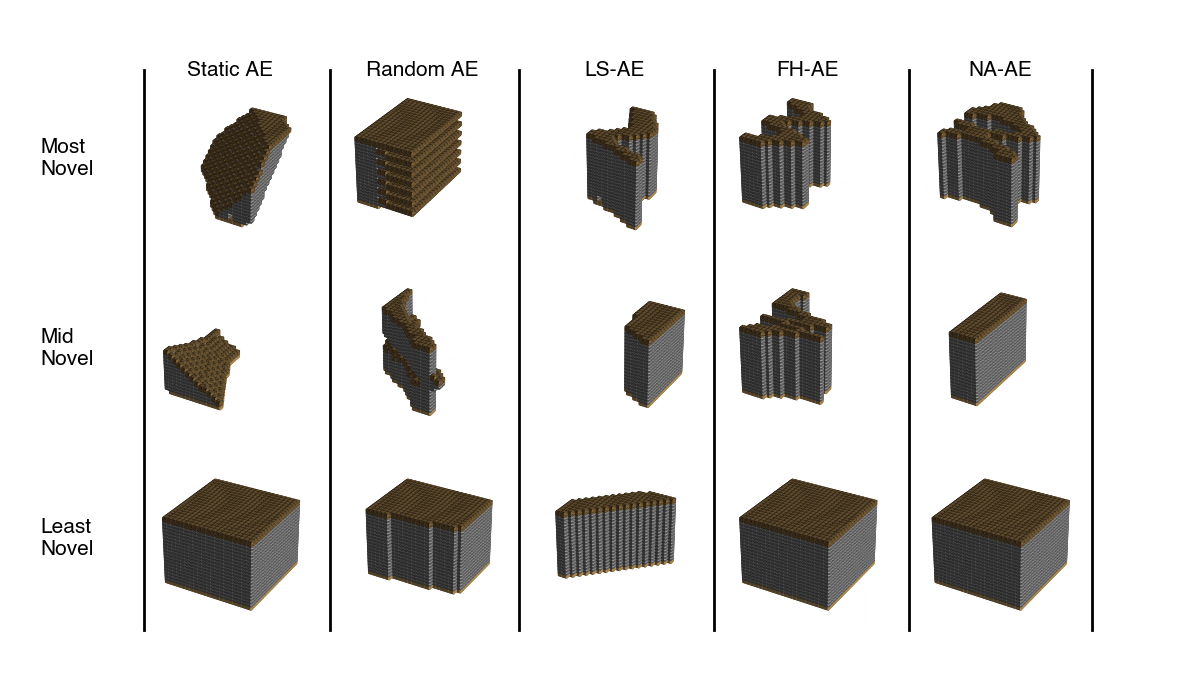 Static AE
Random AE
LS-AE
FH-AE
NA-AE
Most
Novel
Mid
Novel
Least
Novel